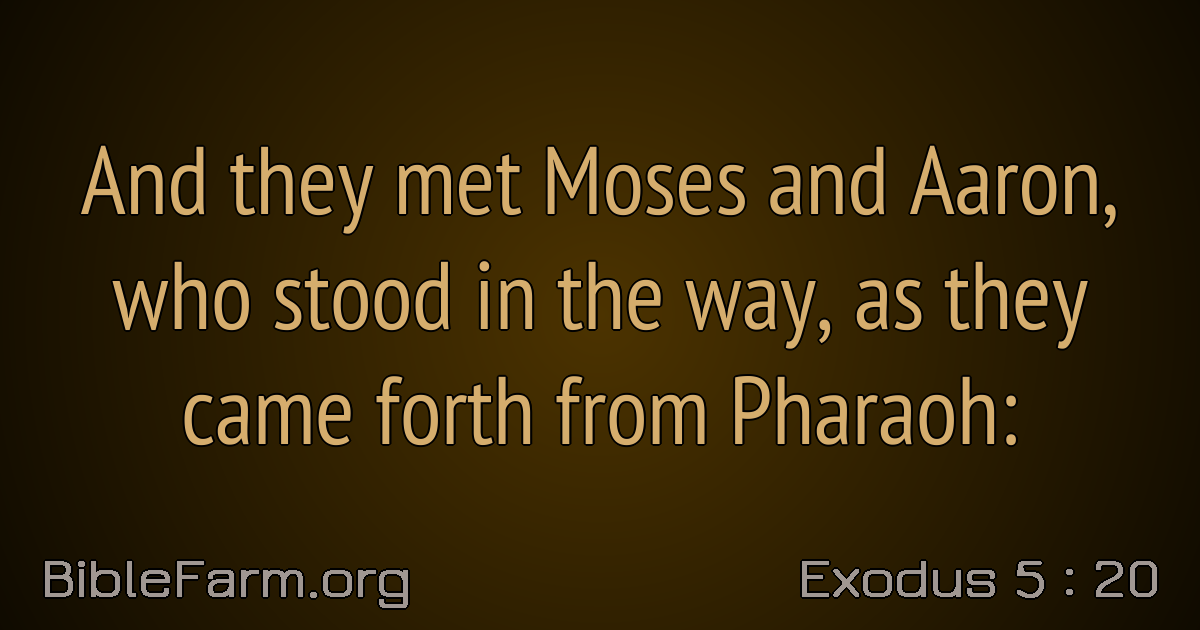 And they met Moses and Aaron,
who stood in the way, as they
came forth from Pharaoh:
BibleFarm.org
Exodus 5 : 20